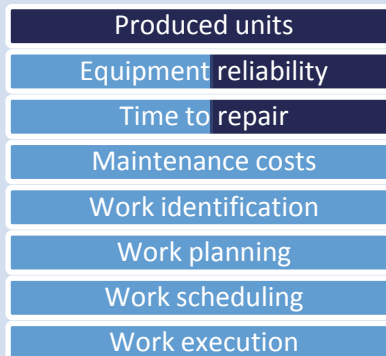 Produced units
Equipment reliability
Time to repair
Maintenance costs
Work identification
Work planning
Work scheduling
Work execution